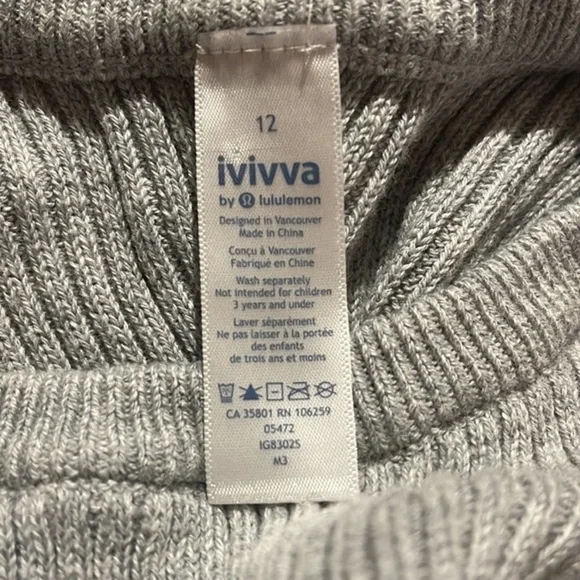 12
ivivva
by lululemon
Designed in Vancouver
Made in China
Conçu à Vancouver
Fabriqué en Chine
Wash separately
Not intended for children
3 years and under
Laver séparément
Ne pas laisser à la portée
des enfants
de trois ans et moins
CA 35801 RN 106259
05472
IG8302S
M3